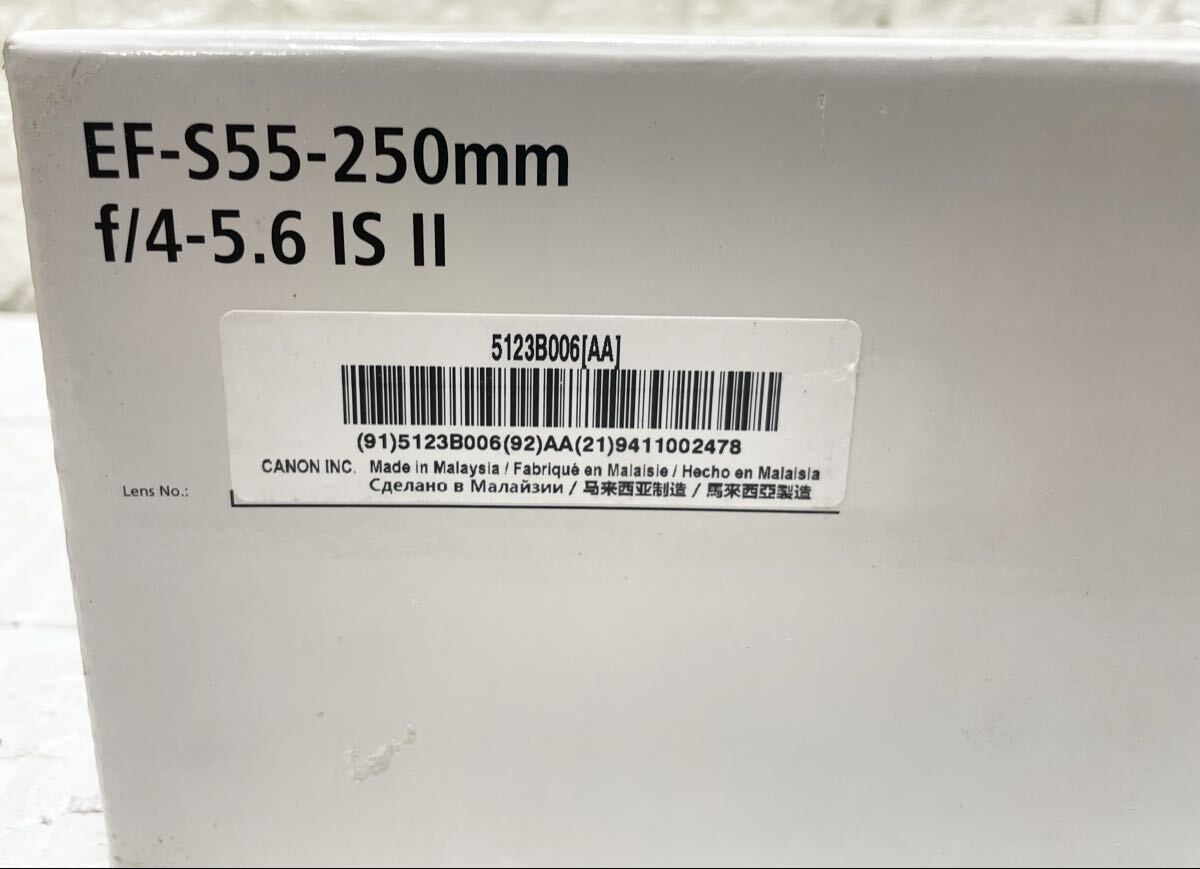 EF-S55-250mm
f/4-5.6 IS II
5123B006[AA]
(91)5123B006(92)AA(21)9411002478
CANON INC. Made in Malaysia / Fabriqué en Malaisie / Hecho en Malaisia
Сделано в Малайзии / 马来西亚制造 / 馬來西亞製造
Lens No.: